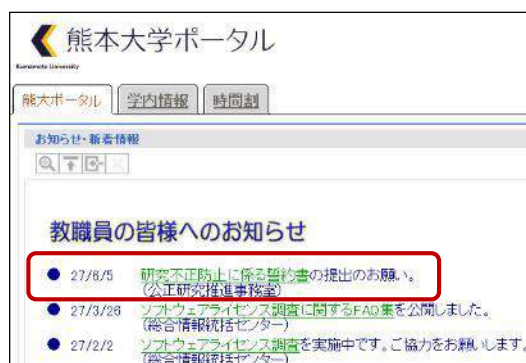 熊本大学ポータル
Kumamoto University
熊大ポータル 学内情報 時間割
お知らせ・新着情報
教職員の皆様へのお知らせ
● 27/6/5 研究不正防止に係る誓約書の提出のお願い。
(公正研究推進事務室)
● 27/3/26 ソフトウェアライセンス調査に関するFAQ集を公開しました。
(総合情報統括センター)
● 27/2/2 ソフトウェアライセンス調査を実施中です。ご協力をお願いします。
(総合情報統括センター)